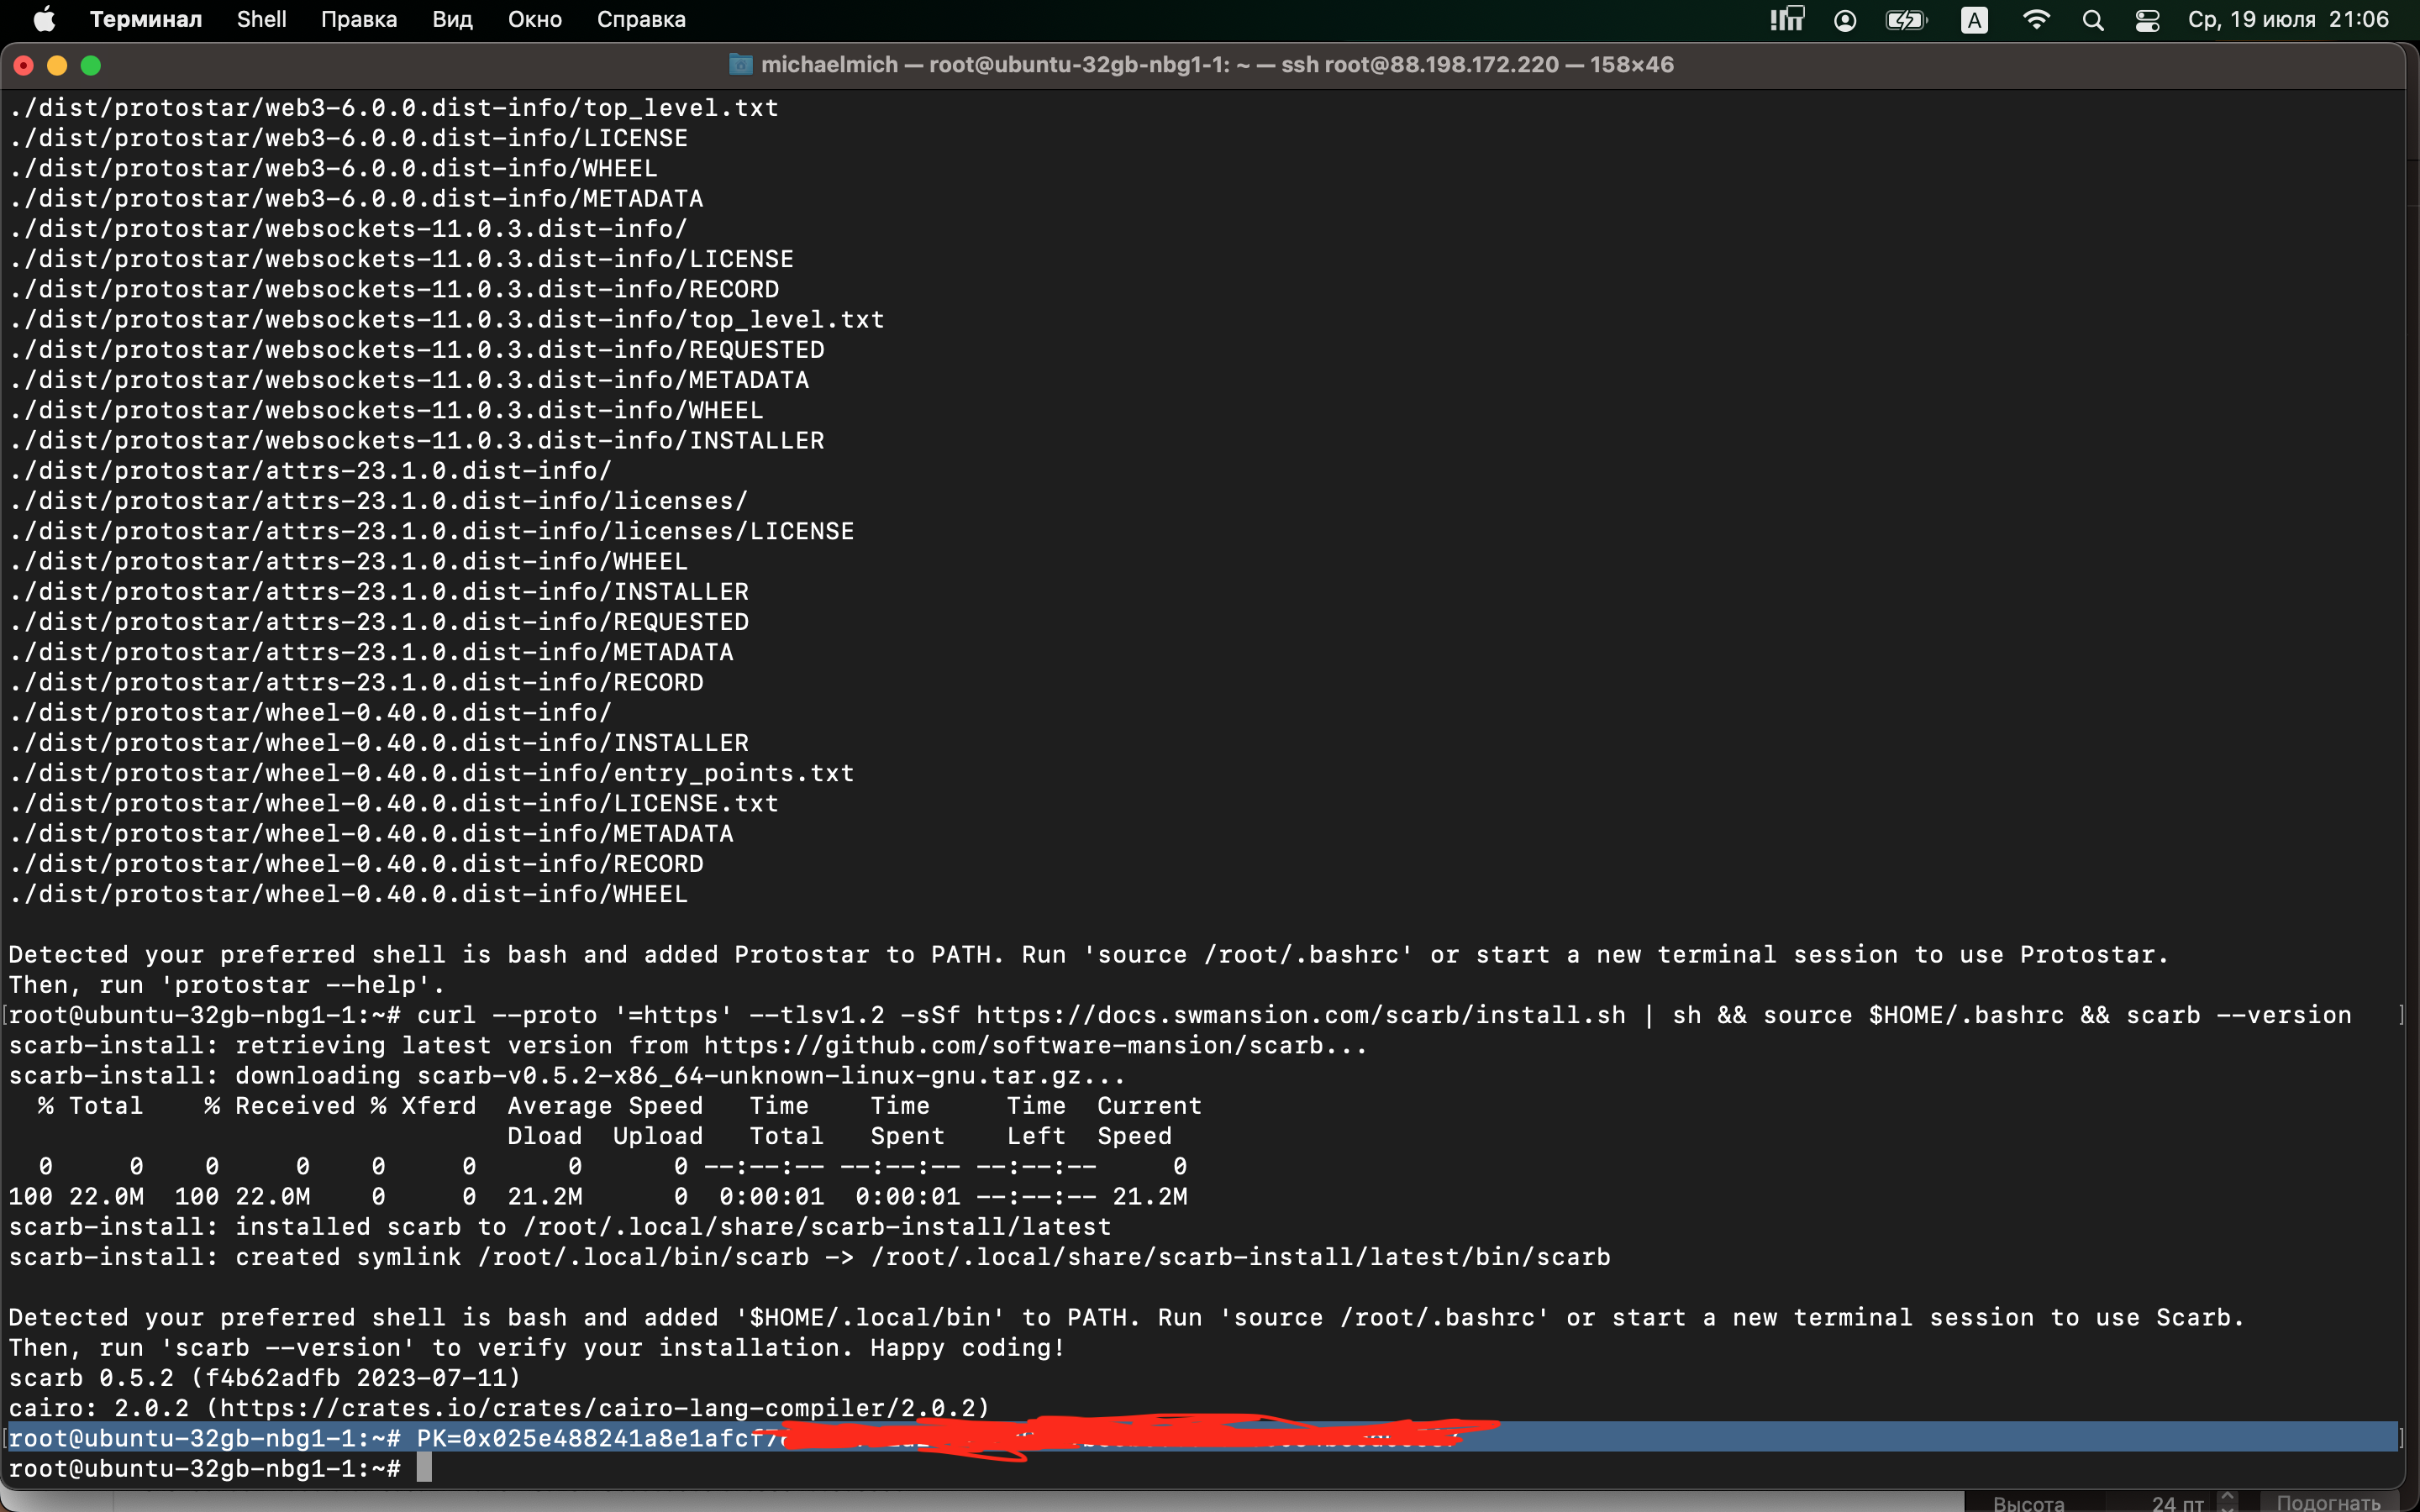 Терминал Shell Правка Вид Окно Справка A Ср, 19 июля 21:06
michaelmich — root@ubuntu-32gb-nbg1-1: ~ — ssh root@88.198.172.220 — 158×46
./dist/protostar/web3-6.0.0.dist-info/top_level.txt
./dist/protostar/web3-6.0.0.dist-info/LICENSE
./dist/protostar/web3-6.0.0.dist-info/WHEEL
./dist/protostar/web3-6.0.0.dist-info/METADATA
./dist/protostar/websockets-11.0.3.dist-info/
./dist/protostar/websockets-11.0.3.dist-info/LICENSE
./dist/protostar/websockets-11.0.3.dist-info/RECORD
./dist/protostar/websockets-11.0.3.dist-info/top_level.txt
./dist/protostar/websockets-11.0.3.dist-info/REQUESTED
./dist/protostar/websockets-11.0.3.dist-info/METADATA
./dist/protostar/websockets-11.0.3.dist-info/WHEEL
./dist/protostar/websockets-11.0.3.dist-info/INSTALLER
./dist/protostar/attrs-23.1.0.dist-info/
./dist/protostar/attrs-23.1.0.dist-info/licenses/
./dist/protostar/attrs-23.1.0.dist-info/licenses/LICENSE
./dist/protostar/attrs-23.1.0.dist-info/WHEEL
./dist/protostar/attrs-23.1.0.dist-info/INSTALLER
./dist/protostar/attrs-23.1.0.dist-info/REQUESTED
./dist/protostar/attrs-23.1.0.dist-info/METADATA
./dist/protostar/attrs-23.1.0.dist-info/RECORD
./dist/protostar/wheel-0.40.0.dist-info/
./dist/protostar/wheel-0.40.0.dist-info/INSTALLER
./dist/protostar/wheel-0.40.0.dist-info/entry_points.txt
./dist/protostar/wheel-0.40.0.dist-info/LICENSE.txt
./dist/protostar/wheel-0.40.0.dist-info/METADATA
./dist/protostar/wheel-0.40.0.dist-info/RECORD
./dist/protostar/wheel-0.40.0.dist-info/WHEEL
Detected your preferred shell is bash and added Protostar to PATH. Run 'source /root/.bashrc' or start a new terminal session to use Protostar.
Then, run 'protostar --help'.
[root@ubuntu-32gb-nbg1-1:~# curl --proto '=https' --tlsv1.2 -sSf https://docs.swmansion.com/scarb/install.sh | sh && source $HOME/.bashrc && scarb --version ]
scarb-install: retrieving latest version from https://github.com/software-mansion/scarb...
scarb-install: downloading scarb-v0.5.2-x86_64-unknown-linux-gnu.tar.gz...
% Total % Received % Xferd Average Speed Time Time Time Current
Dload Upload Total Spent Left Speed
0 0 0 0 0 0 0 0 --:--:-- --:--:-- --:--:-- 0
100 22.0M 100 22.0M 0 0 21.2M 0 0:00:01 0:00:01 --:--:-- 21.2M
scarb-install: installed scarb to /root/.local/share/scarb-install/latest
scarb-install: created symlink /root/.local/bin/scarb -> /root/.local/share/scarb-install/latest/bin/scarb
Detected your preferred shell is bash and added '$HOME/.local/bin' to PATH. Run 'source /root/.bashrc' or start a new terminal session to use Scarb.
Then, run 'scarb --version' to verify your installation. Happy coding!
scarb 0.5.2 (f4b62adfb 2023-07-11)
cairo: 2.0.2 (https://crates.io/crates/cairo-lang-compiler/2.0.2)
[root@ubuntu-32gb-nbg1-1:~# PK=0x025e488241a8e1afcf7 ]
root@ubuntu-32gb-nbg1-1:~#
Высота 24 пт Подогнать